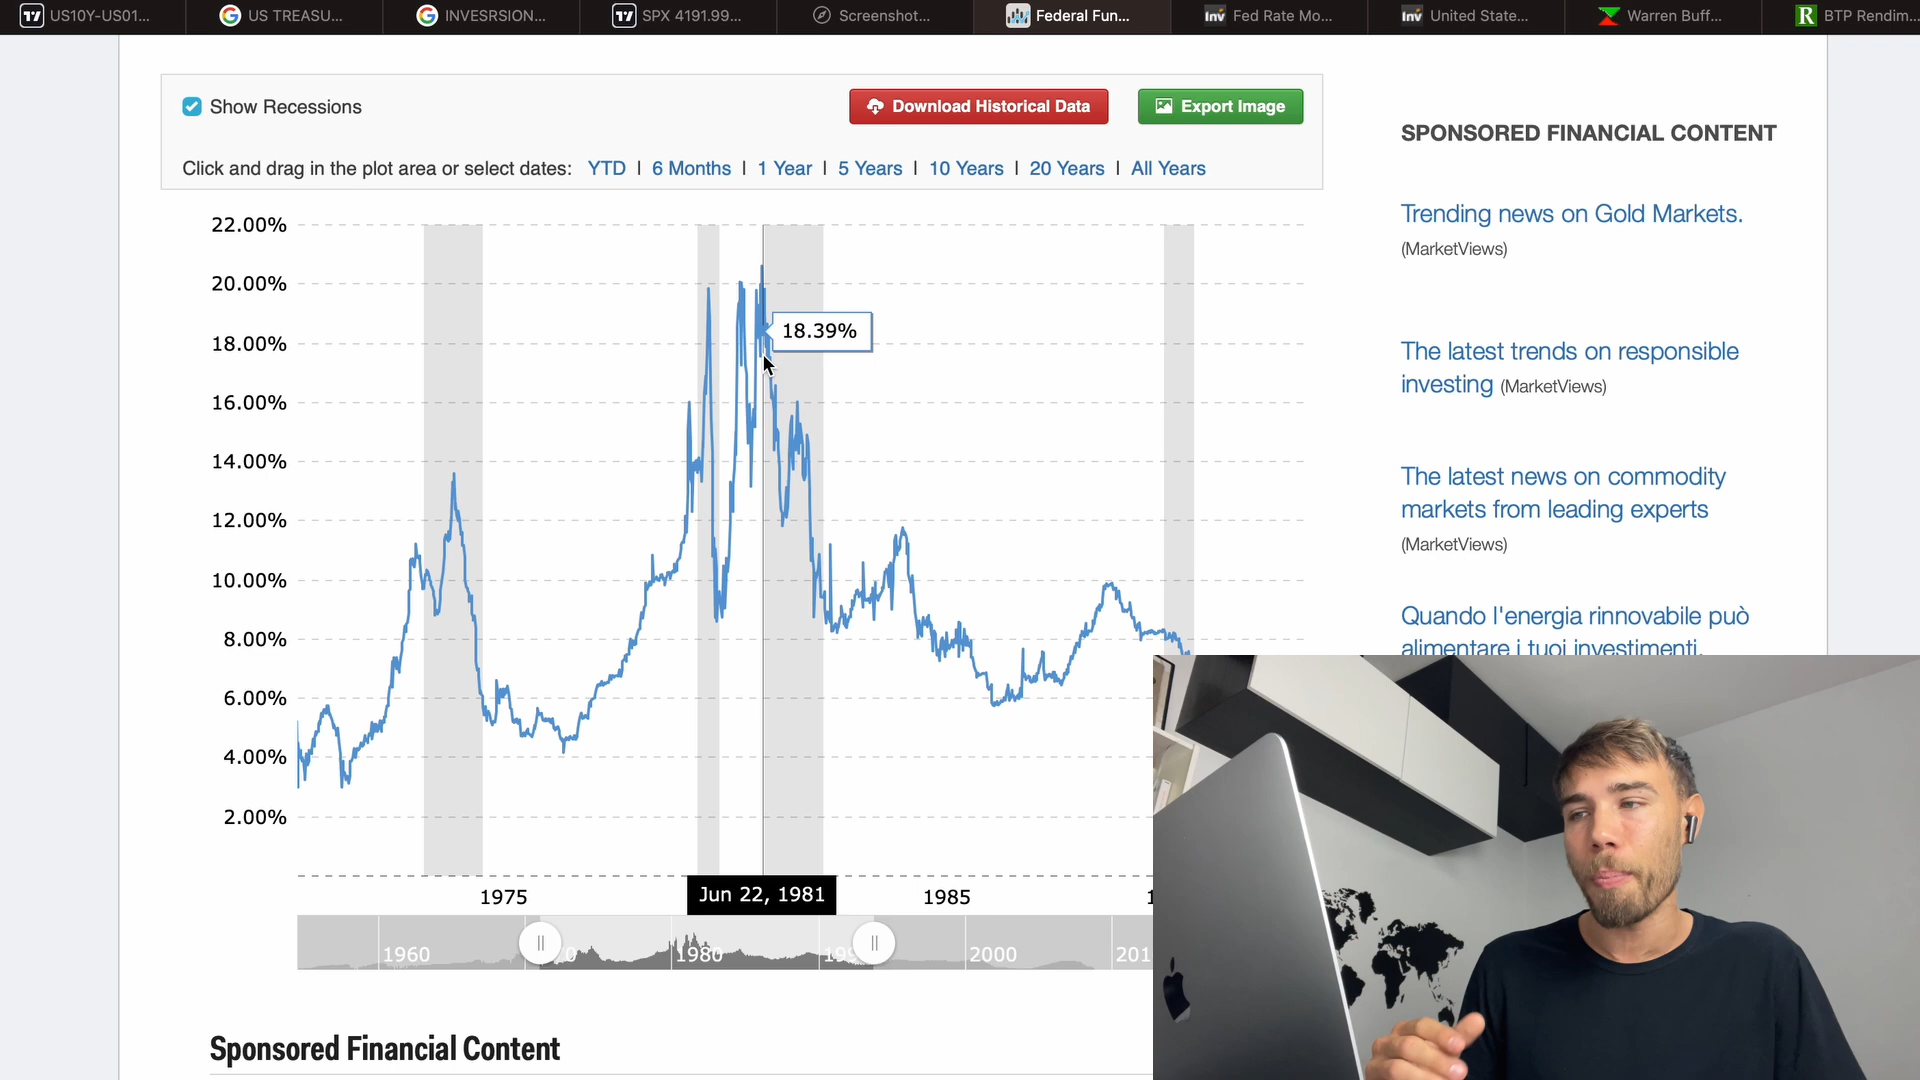 US10Y-US01...
US TREASU...
INVESRSION...
SPX 4191.99...
Screenshot...
Federal Fun...
Fed Rate Mo...
United State...
Warren Buff...
BTP Rendim...
Show Recessions
Download Historical Data
Export Image
Click and drag in the plot area or select dates: YTD | 6 Months | 1 Year | 5 Years | 10 Years | 20 Years | All Years
SPONSORED FINANCIAL CONTENT
Trending news on Gold Markets.
(MarketViews)
The latest trends on responsible
investing (MarketViews)
The latest news on commodity
markets from leading experts
(MarketViews)
Quando l'energia rinnovabile può
alimentare i tuoi investimenti.
22.00%
20.00%
18.00%
16.00%
14.00%
12.00%
10.00%
8.00%
6.00%
4.00%
2.00%
18.39%
1975
Jun 22, 1981
1985
1960
1980
2000
Sponsored Financial Content